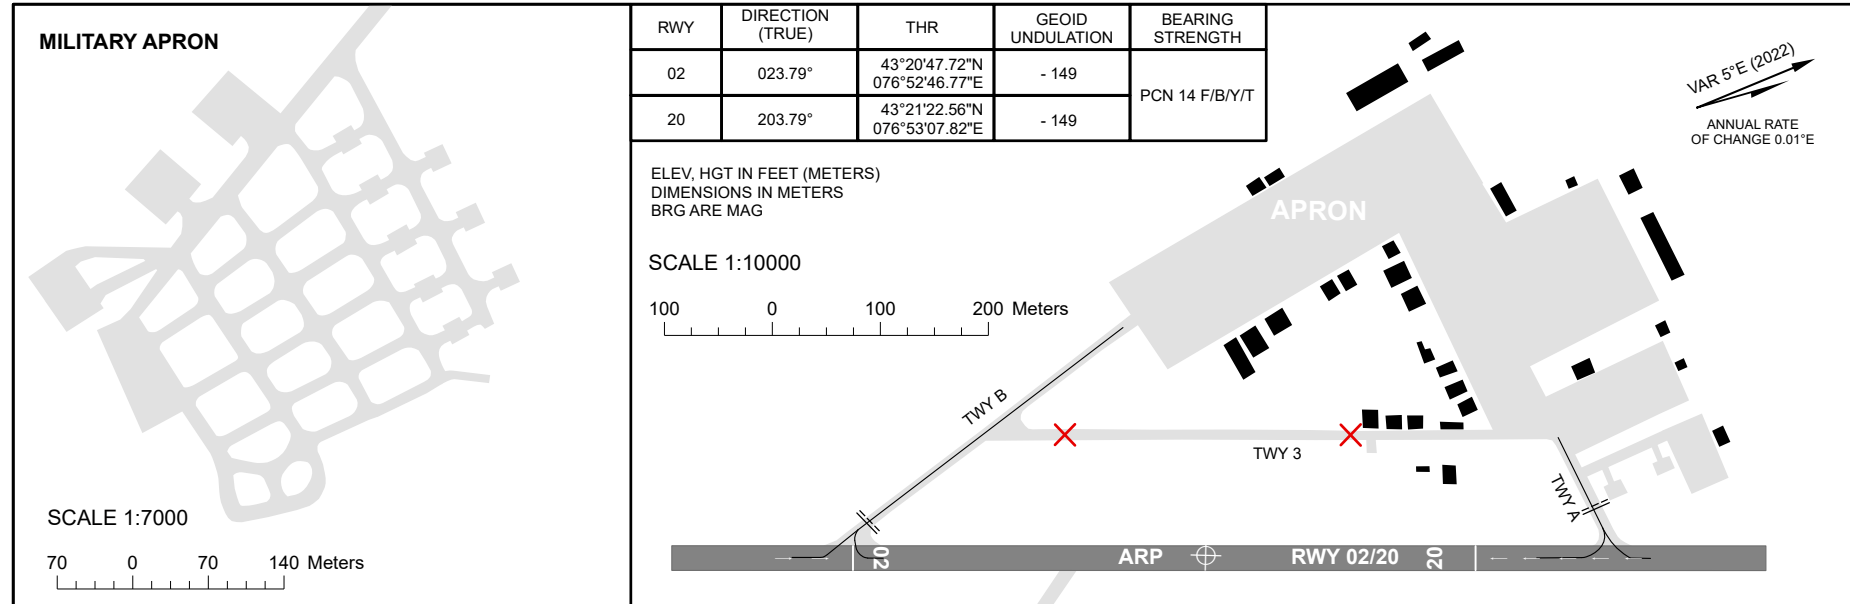 MILITARY APRON
SCALE 1:7000
70 0 70 140 Meters
RWY DIRECTION (TRUE) THR GEOID UNDULATION BEARING STRENGTH
02 023.79° 43°20'47.72"N 076°52'46.77"E - 149 PCN 14 F/B/Y/T
20 203.79° 43°21'22.56"N 076°53'07.82"E - 149
ELEV, HGT IN FEET (METERS)
DIMENSIONS IN METERS
BRG ARE MAG
SCALE 1:10000
100 0 100 200 Meters
VAR 5°E (2022)
ANNUAL RATE
OF CHANGE 0.01°E
APRON
TWY B
TWY 3
TWY A
02 ARP RWY 02/20 20